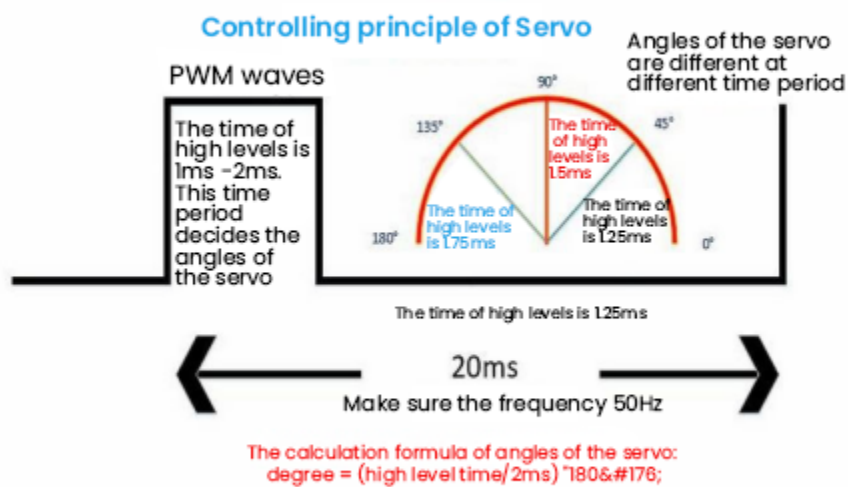 Controlling principle of Servo
Angles of the servo
are different at
different time period
PWM waves
The time of
high levels is
1ms -2ms.
This time
period
decides the
angles of
the servo
90°
135°
45°
The time
of high
levels is
1.5ms
The time of
high levels
is 1.75ms
The time of
high levels
is 1.25ms
180°
0°
The time of high levels is 1.25ms
20ms
Make sure the frequency 50Hz
The calculation formula of angles of the servo:
degree = (high level time/2ms) "180&#176;